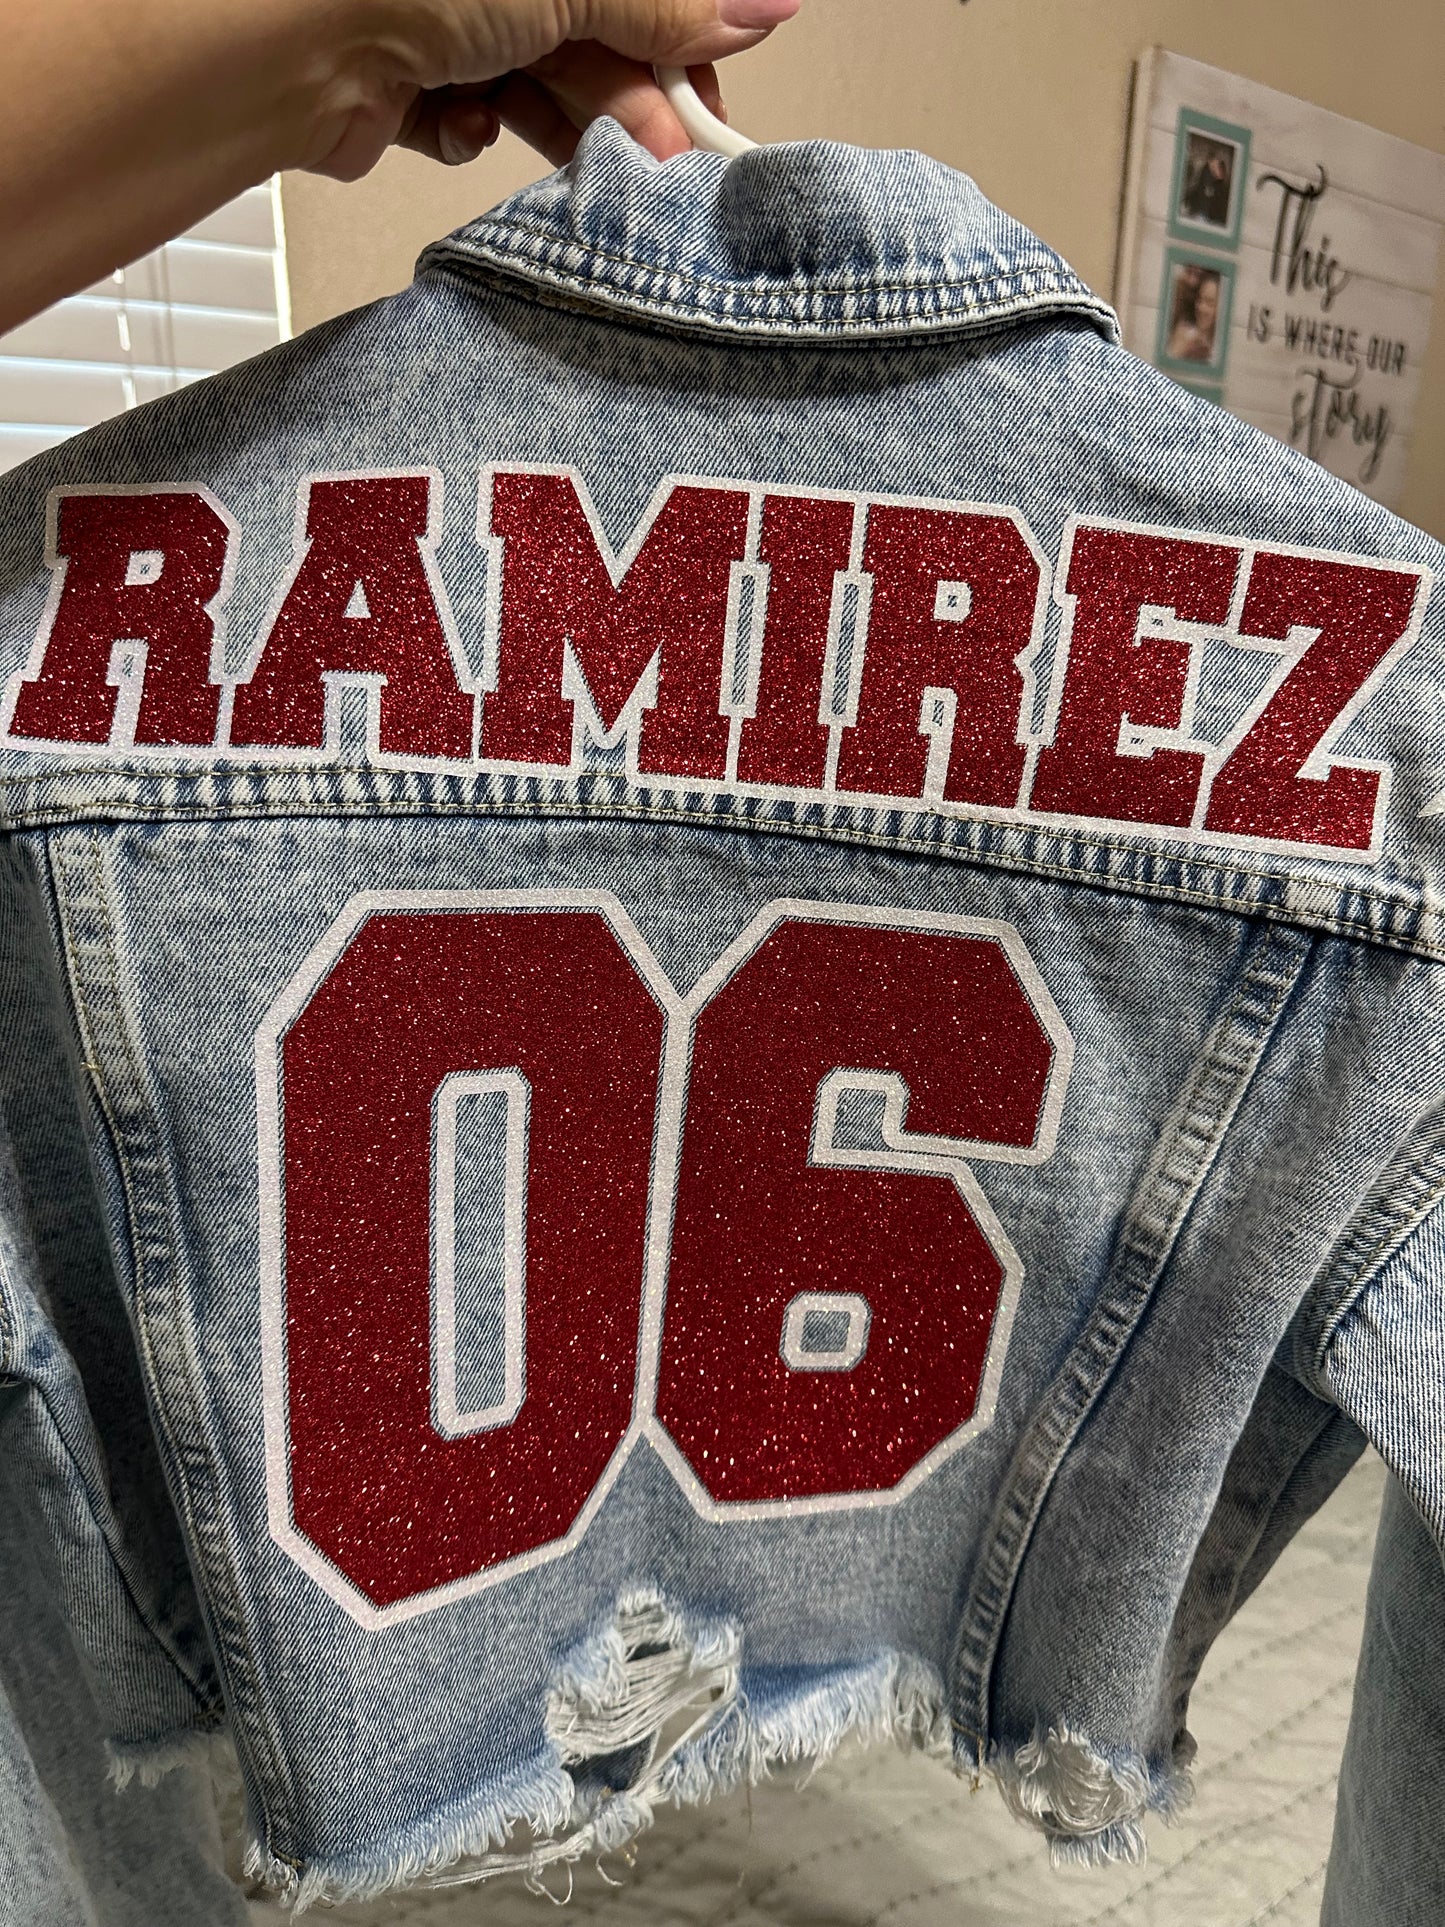 RAMIREZ
06
This
IS WHERE OUR
story